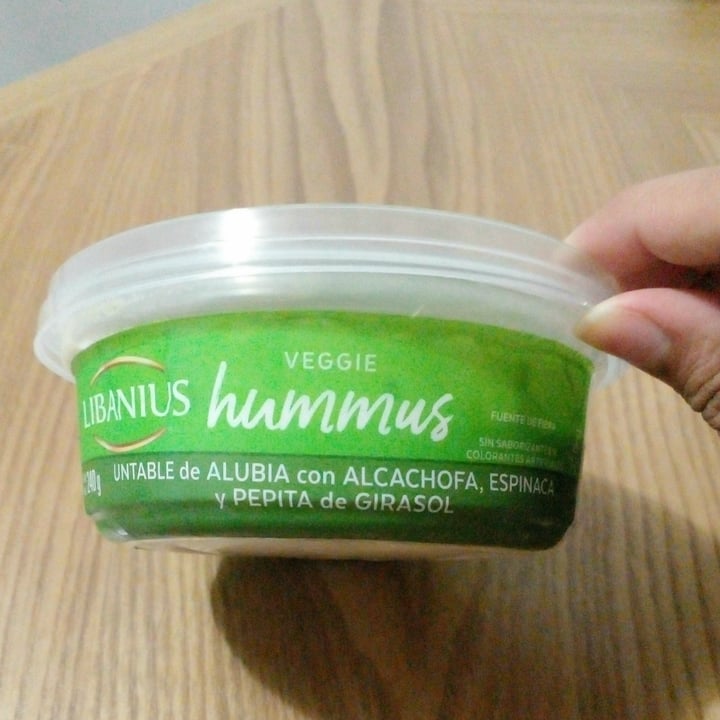 VEGGIE
LIBANIUS
hummus
FUENTE DE FIBRA
SIN SABORIZANTES NI
COLORANTES
240g
UNTABLE de ALUBIA con ALCACHOFA, ESPINACA
y PEPITA de GIRASOL